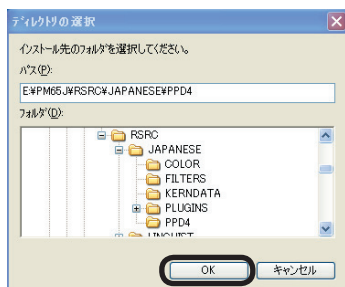 ディレクトリの選択
インストール先のフォルダを選択してください。
パス(P):
E:¥PM65J¥RSRC¥JAPANESE¥PPD4
フォルダ(D):
RSRC
JAPANESE
COLOR
FILTERS
KERNDATA
PLUGINS
PPD4
LINGUIST
OK キャンセル